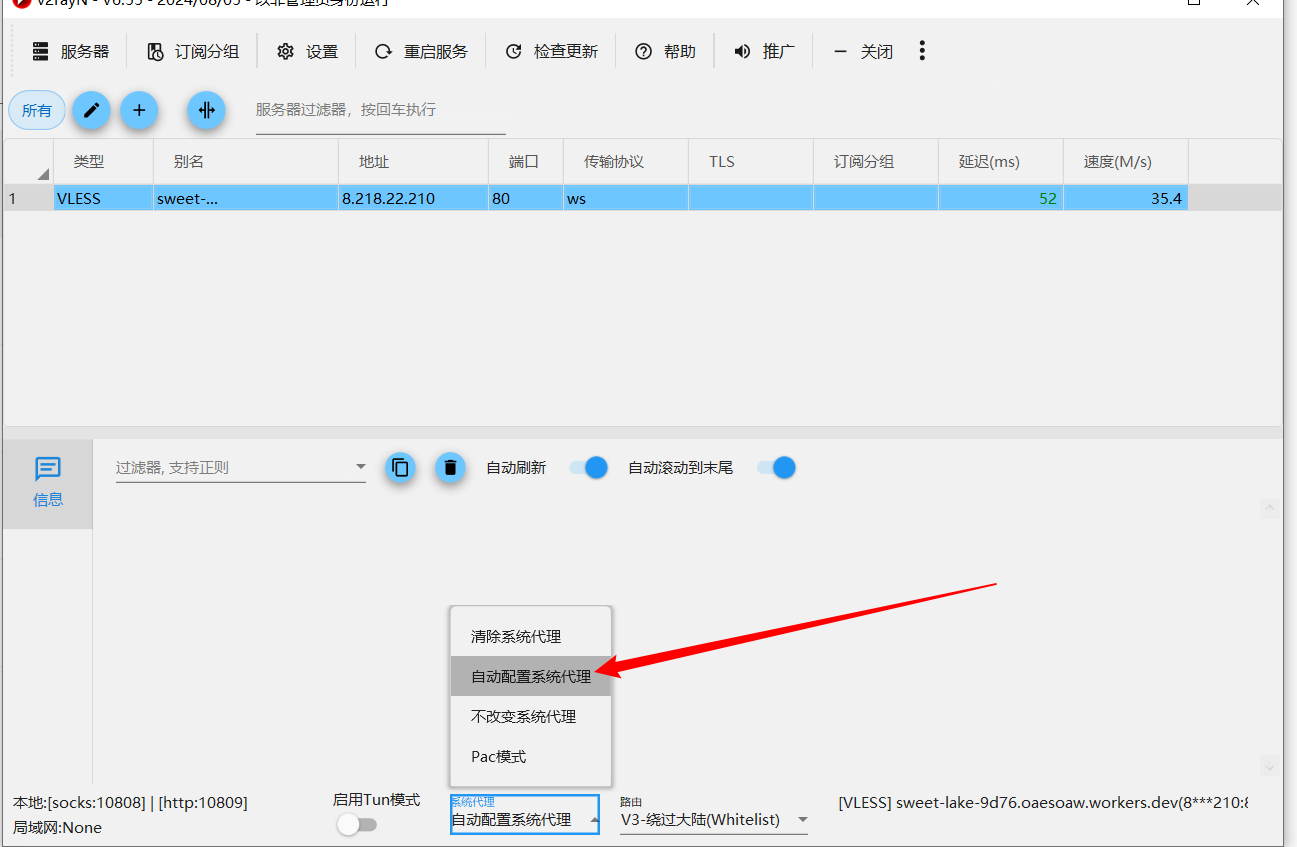 v2rayN - V6.55 - 2024/08/05 - 以非管理员身份运行
服务器 订阅分组 设置 重启服务 检查更新 帮助 推广 关闭
所有 服务器过滤器，按回车执行
类型 别名 地址 端口 传输协议 TLS 订阅分组 延迟(ms) 速度(M/s)
1 VLESS sweet-... 8.218.22.210 80 ws 52 35.4
过滤器, 支持正则 自动刷新 自动滚动到末尾
信息
清除系统代理
自动配置系统代理
不改变系统代理
Pac模式
本地:[socks:10808] | [http:10809]
局域网:None
启用Tun模式
系统代理
自动配置系统代理
路由
V3-绕过大陆(Whitelist)
[VLESS] sweet-lake-9d76.oaesoaw.workers.dev(8***210:8